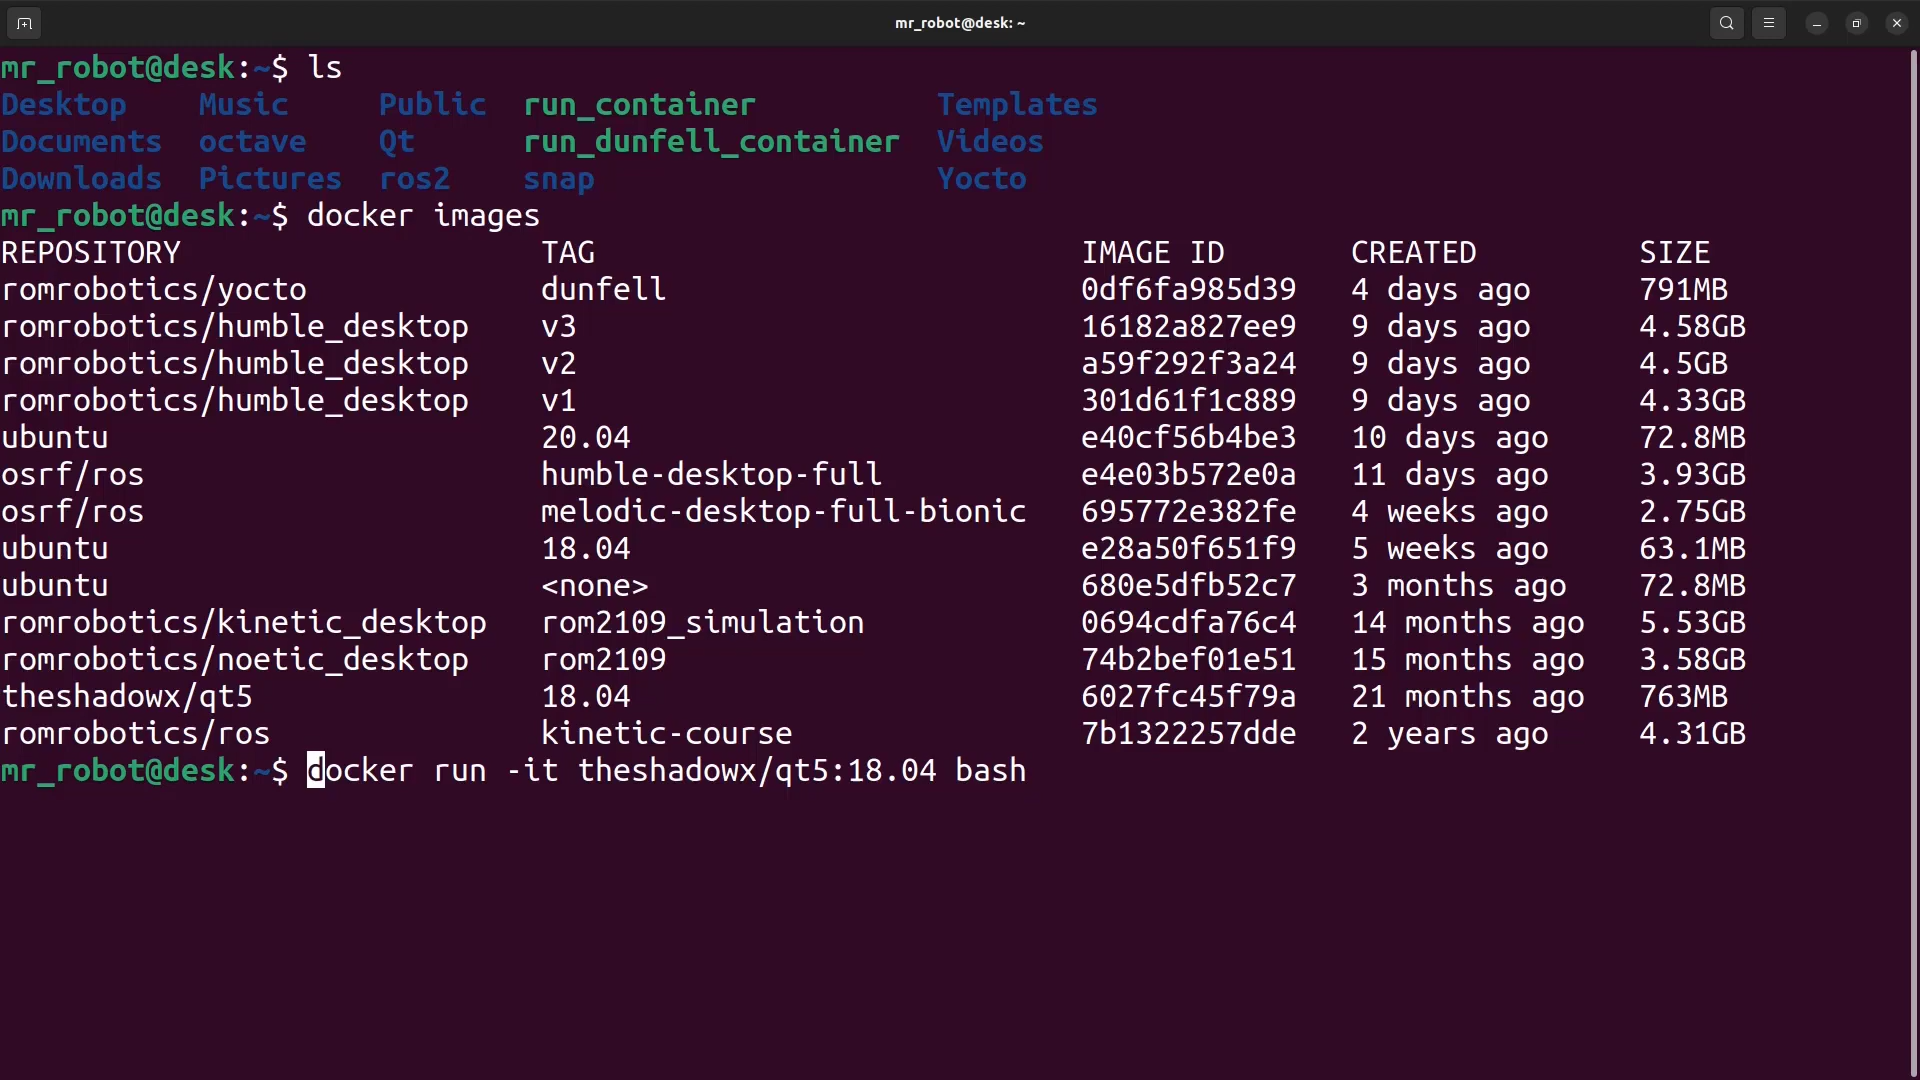 mr_robot@desk: ~
mr_robot@desk:~$ ls
Desktop    Music     Public  run_container          Templates
Documents  octave    Qt      run_dunfell_container  Videos
Downloads  Pictures  ros2    snap                   Yocto
mr_robot@desk:~$ docker images
REPOSITORY                    TAG                           IMAGE ID       CREATED         SIZE
romrobotics/yocto             dunfell                       0df6fa985d39   4 days ago      791MB
romrobotics/humble_desktop    v3                            16182a827ee9   9 days ago      4.58GB
romrobotics/humble_desktop    v2                            a59f292f3a24   9 days ago      4.5GB
romrobotics/humble_desktop    v1                            301d61f1c889   9 days ago      4.33GB
ubuntu                        20.04                         e40cf56b4be3   10 days ago     72.8MB
osrf/ros                      humble-desktop-full           e4e03b572e0a   11 days ago     3.93GB
osrf/ros                      melodic-desktop-full-bionic   695772e382fe   4 weeks ago     2.75GB
ubuntu                        18.04                         e28a50f651f9   5 weeks ago     63.1MB
ubuntu                        <none>                        680e5dfb52c7   3 months ago    72.8MB
romrobotics/kinetic_desktop   rom2109_simulation            0694cdfa76c4   14 months ago   5.53GB
romrobotics/noetic_desktop    rom2109                       74b2bef01e51   15 months ago   3.58GB
theshadowx/qt5                18.04                         6027fc45f79a   21 months ago   763MB
romrobotics/ros               kinetic-course                7b1322257dde   2 years ago     4.31GB
mr_robot@desk:~$ docker run -it theshadowx/qt5:18.04 bash